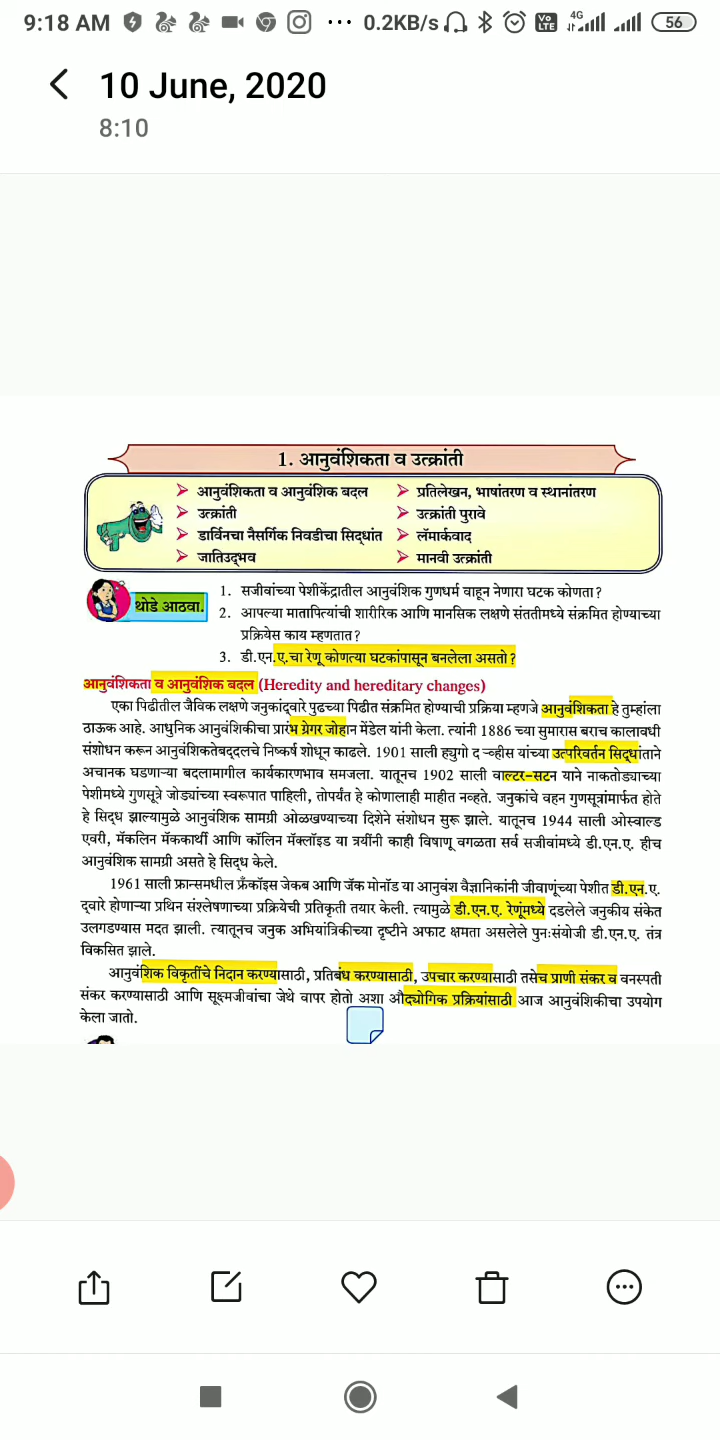 9:18 AM ... 0.2KB/s Vo LTE 4G 56
10 June, 2020
8:10
1. आनुवंशिकता व उत्क्रांती
➤ आनुवंशिकता व आनुवंशिक बदल ➤ प्रतिलेखन, भाषांतरण व स्थानांतरण
➤ उत्क्रांती ➤ उत्क्रांती पुरावे
➤ डार्विनचा नैसर्गिक निवडीचा सिद्धांत ➤ लॅमार्कवाद
➤ जातिउद्भव ➤ मानवी उत्क्रांती
थोडे आठवा.
1. सजीवांच्या पेशीकेंद्रातील आनुवंशिक गुणधर्म वाहून नेणारा घटक कोणता ?
2. आपल्या मातापित्यांची शारीरिक आणि मानसिक लक्षणे संततीमध्ये संक्रमित होण्याच्या
प्रक्रियेस काय म्हणतात ?
3. डी.एन.ए.चा रेणू कोणत्या घटकांपासून बनलेला असतो ?
आनुवंशिकता व आनुवंशिक बदल (Heredity and hereditary changes)
एका पिढीतील जैविक लक्षणे जनुकांद्वारे पुढच्या पिढीत संक्रमित होण्याची प्रक्रिया म्हणजे आनुवंशिकता हे तुम्हांला
ठाऊक आहे. आधुनिक आनुवंशिकीचा प्रारंभ ग्रेगर जोहान मेंडेल यांनी केला. त्यांनी 1886 च्या सुमारास बराच कालावधी
संशोधन करून आनुवंशिकतेबद्दलचे निष्कर्ष शोधून काढले. 1901 साली ह्युगो द व्ऱ्हीस यांच्या उत्परिवर्तन सिद्धांताने
अचानक घडणाऱ्या बदलामागील कार्यकारणभाव समजला. यातूनच 1902 साली वाल्टर-सटन याने नाकतोड्याच्या
पेशीमध्ये गुणसूत्रे जोड्यांच्या स्वरूपात पाहिली, तोपर्यंत हे कोणालाही माहीत नव्हते. जनुकांचे वहन गुणसूत्रांमार्फत होते
हे सिद्ध झाल्यामुळे आनुवंशिक सामग्री ओळखण्याच्या दिशेने संशोधन सुरू झाले. यातूनच 1944 साली ओस्वाल्ड
एवरी, मॅकलिन मॅककार्थी आणि कॉलिन मॅक्लॉइड या त्रयींनी काही विषाणू वगळता सर्व सजीवांमध्ये डी.एन.ए. हीच
आनुवंशिक सामग्री असते हे सिद्ध केले.
1961 साली फ्रान्समधील फ्रँकॉइस जेकब आणि जॅक मोनॉड या आनुवंश वैज्ञानिकांनी जीवाणूंच्या पेशीत डी.एन.ए.
द्वारे होणाऱ्या प्रथिन संश्लेषणाच्या प्रक्रियेची प्रतिकृती तयार केली. त्यामुळे डी.एन.ए. रेणूंमध्ये दडलेले जनुकीय संकेत
उलगडण्यास मदत झाली. त्यातूनच जनुक अभियांत्रिकीच्या दृष्टीने अफाट क्षमता असलेले पुनःसंयोजी डी.एन.ए. तंत्र
विकसित झाले.
आनुवंशिक विकृतींचे निदान करण्यासाठी, प्रतिबंध करण्यासाठी, उपचार करण्यासाठी तसेच प्राणी संकर व वनस्पती
संकर करण्यासाठी आणि सूक्ष्मजीवांचा जेथे वापर होतो अशा औद्योगिक प्रक्रियांसाठी आज आनुवंशिकीचा उपयोग
केला जातो.